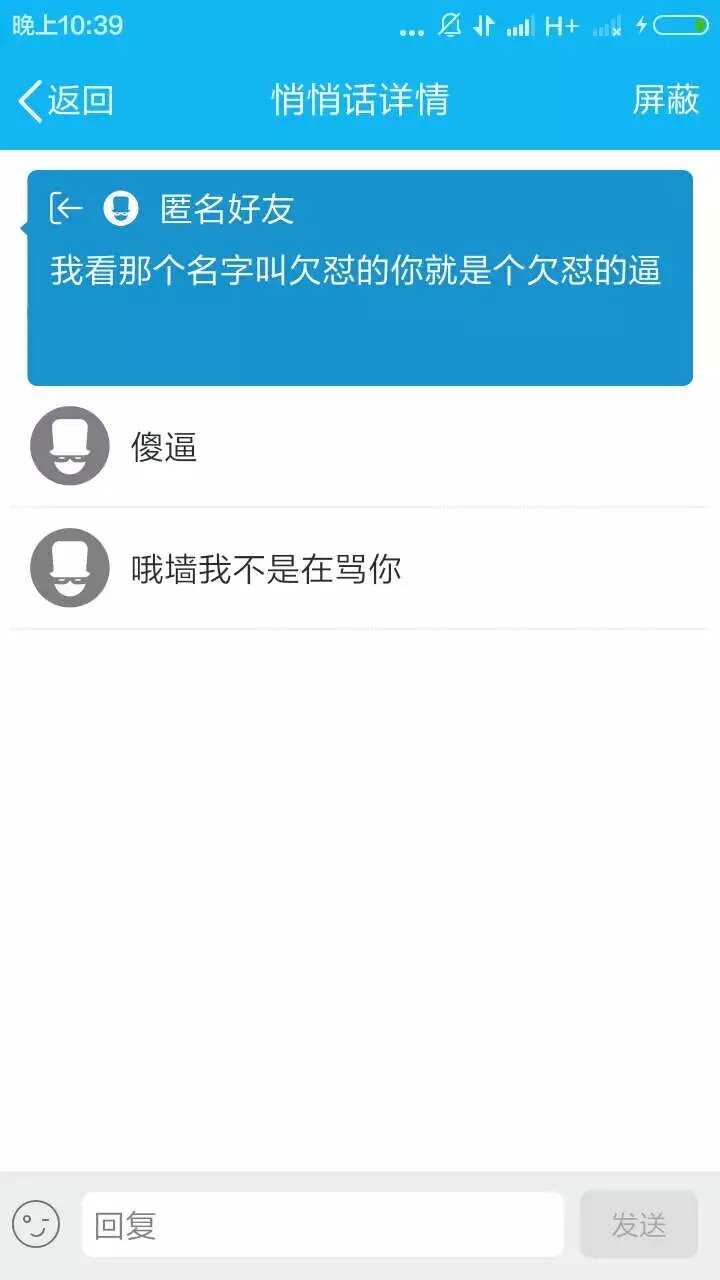 晚上10:39
H+
返回
悄悄话详情
屏蔽
匿名好友
我看那个名字叫欠怼的你就是个欠怼的逼
傻逼
哦墙我不是在骂你
回复
发送